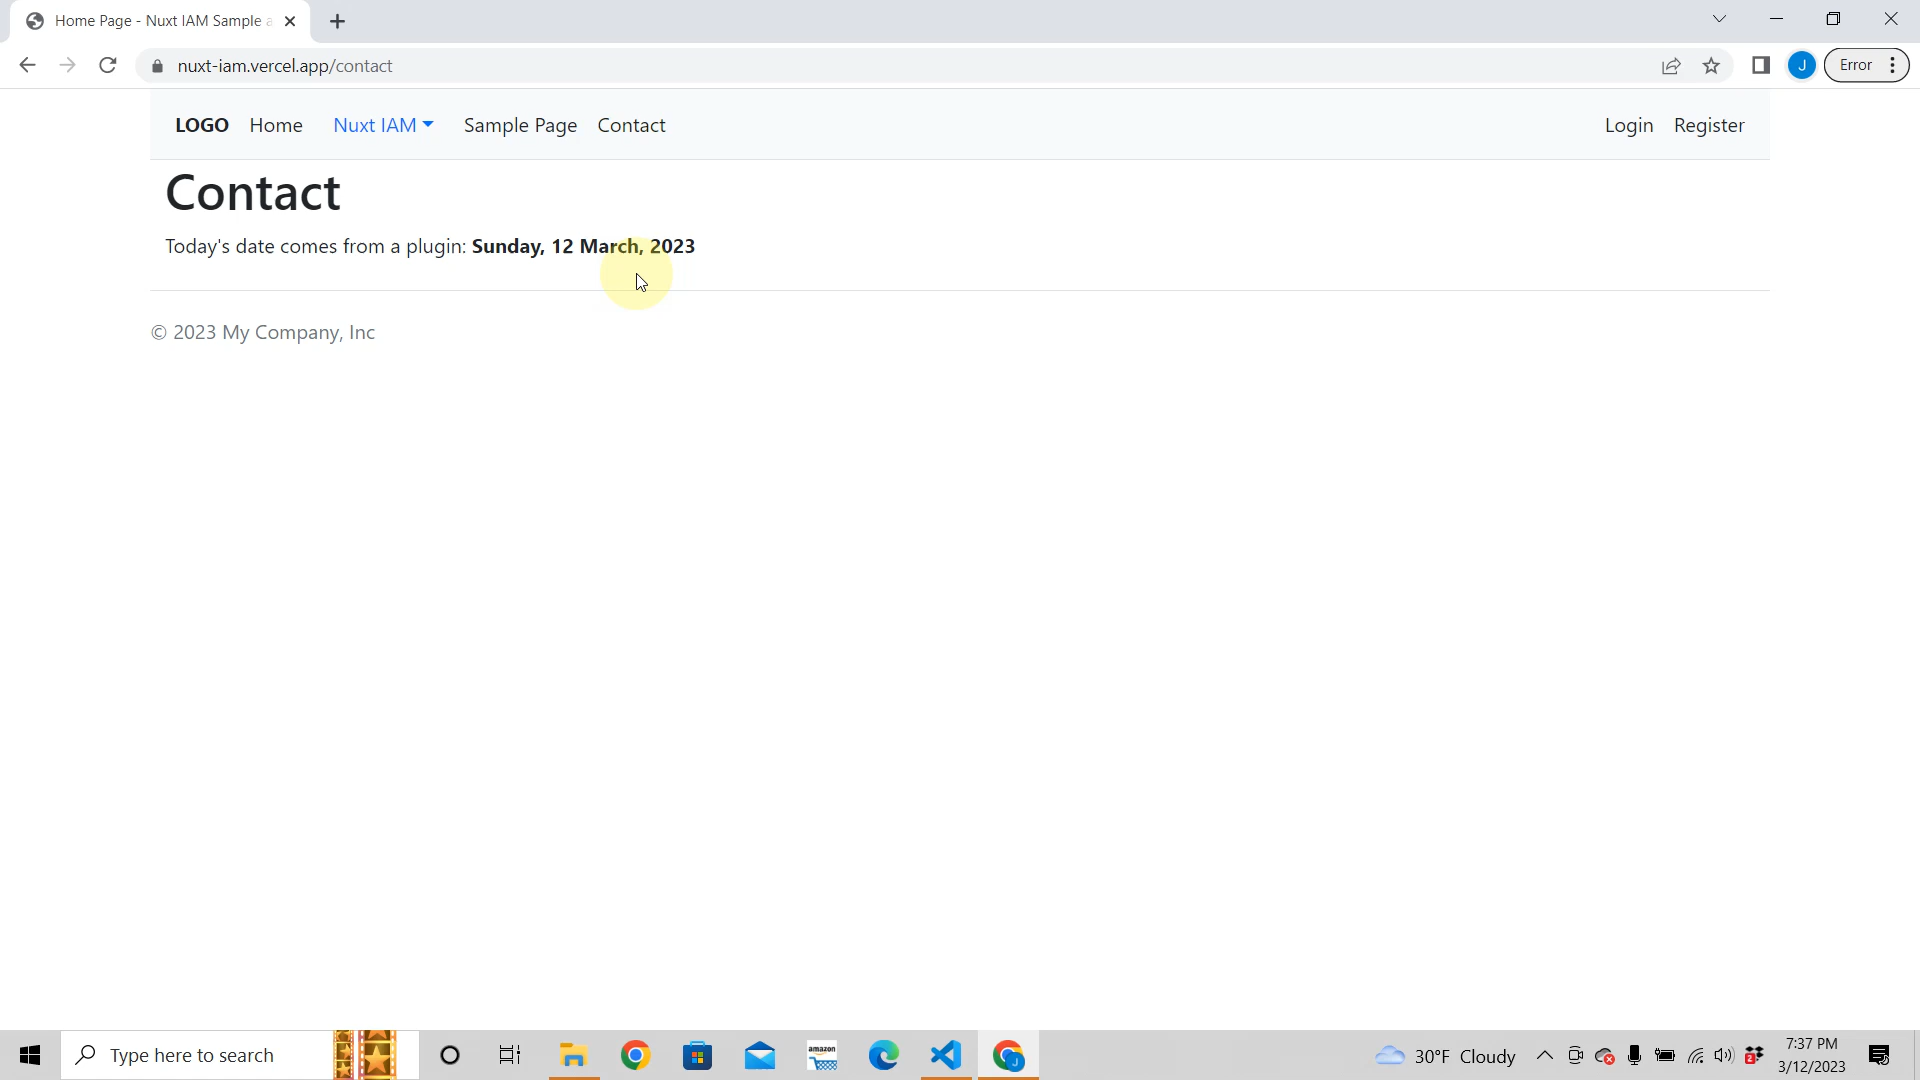 Home Page - Nuxt IAM Sample a
nuxt-iam.vercel.app/contact
J
Error
LOGO Home Nuxt IAM Sample Page Contact Login Register
Contact
Today's date comes from a plugin: Sunday, 12 March, 2023
© 2023 My Company, Inc
Type here to search
amazon
J
30°F Cloudy
2
7:37 PM
3/12/2023